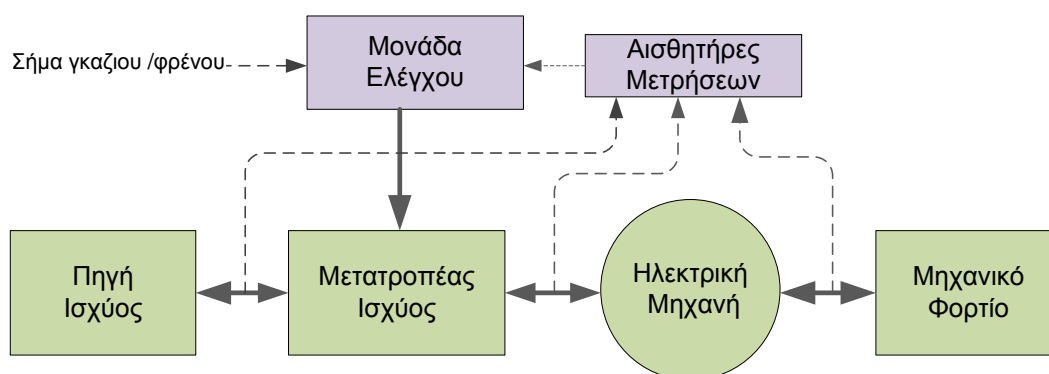 Σήμα γκαζιου /φρένου
Μονάδα
Ελέγχου
Αισθητήρες
Μετρήσεων
Πηγή
Ισχύος
Μετατροπέας
Ισχύος
Ηλεκτρική
Μηχανή
Μηχανικό
Φορτίο